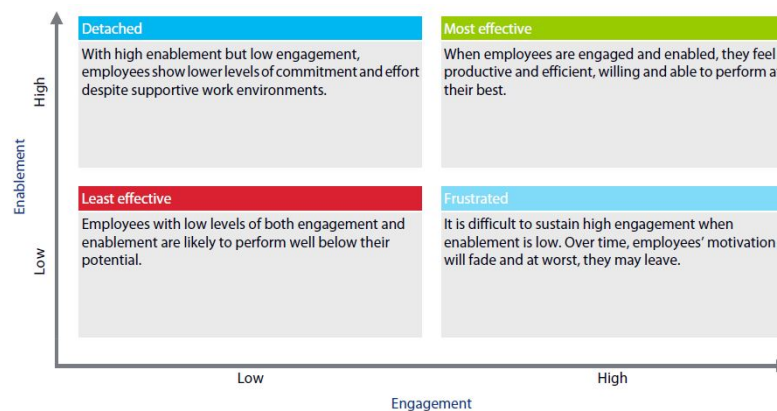 Detached
With high enablement but low engagement,
employees show lower levels of commitment and effort
despite supportive work environments.
Most effective
When employees are engaged and enabled, they feel
productive and efficient, willing and able to perform a
their best.
High
Enablement
Least effective
Employees with low levels of both engagement and
enablement are likely to perform well below their
potential.
Frustrated
It is difficult to sustain high engagement when
enablement is low. Over time, employees’ motivation
will fade and at worst, they may leave.
Low
Low
High
Engagement